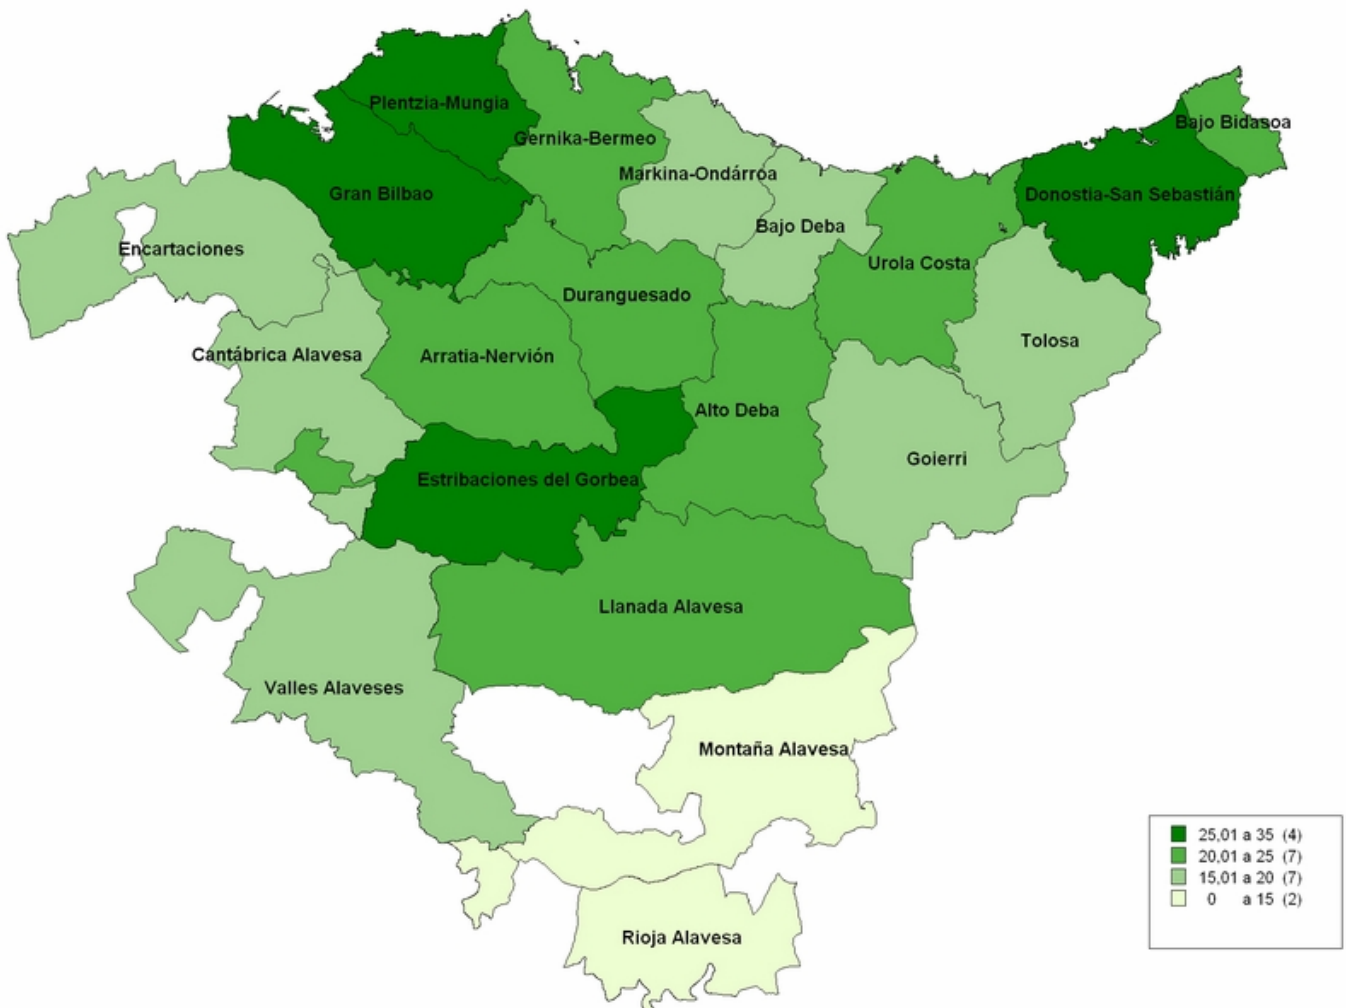 Plentzia-Mungia
Gernika-Bermeo
Bajo Bidasoa
Markina-Ondárroa
Gran Bilbao
Donostia-San Sebastián
Bajo Deba
Encartaciones
Urola Costa
Duranguesado
Tolosa
Cantábrica Alavesa
Arratia-Nervión
Alto Deba
Goierri
Estribaciones del Gorbea
Llanada Alavesa
Valles Alaveses
Montaña Alavesa
25,01 a 35 (4)
20,01 a 25 (7)
15,01 a 20 (7)
0 a 15 (2)
Rioja Alavesa